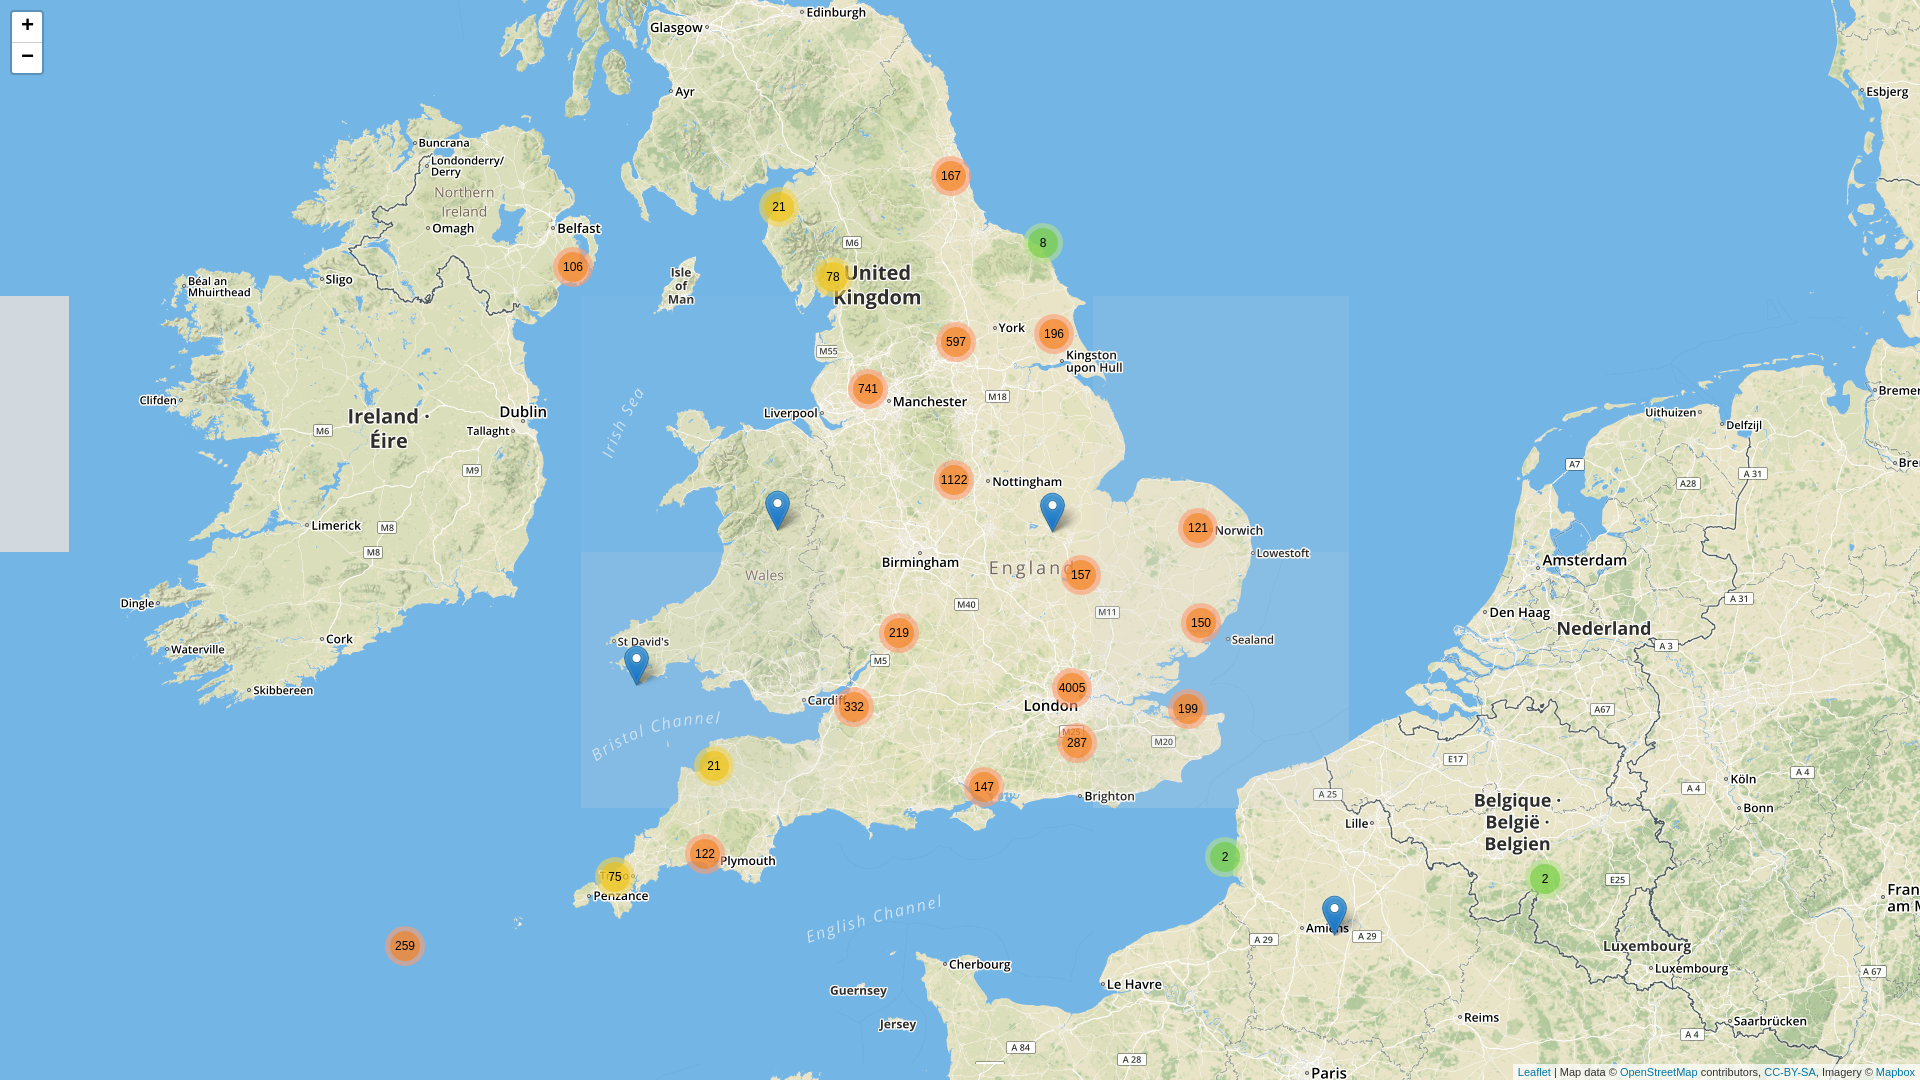 +
−
Edinburgh
Glasgow
Ayr
Esbjerg
Buncrana
Londonderry/
Derry
Northern
Ireland
Omagh
Belfast
167
21
8
M6
106
78
United
Kingdom
Isle
of
Man
Sligo
Béal an
Mhuirthead
York
196
597
M55
Kingston
upon Hull
741
Manchester
M18
Liverpool
Irish Sea
Clifden
Ireland ·
Éire
Dublin
Tallaght
M6
M9
Uithuizen
Delfzijl
Bremer
A7
A 31
Bre
A28
1122
Nottingham
Limerick
M8
M8
121
Norwich
Lowestoft
Birmingham
England
157
Wales
Amsterdam
Den Haag
Nederland
A 31
A 3
Dingle
Cork
Waterville
Skibbereen
M40
M11
219
150
Sealand
St David's
M5
Cardiff
332
4005
London
199
M25
287
M20
Bristol Channel
A67
E17
21
147
Brighton
A 25
Lille
Köln
A 4
A 4
Bonn
Belgique ·
België ·
Belgien
122
Plymouth
75
Penzance
2
2
E25
Fran
am M
259
English Channel
Amiens
A 29
A 29
Luxembourg
Luxembourg
A 67
Cherbourg
Guernsey
Le Havre
Jersey
Reims
Saarbrücken
A 4
A 84
A 28
Paris
Leaflet | Map data © OpenStreetMap contributors, CC-BY-SA, Imagery © Mapbox